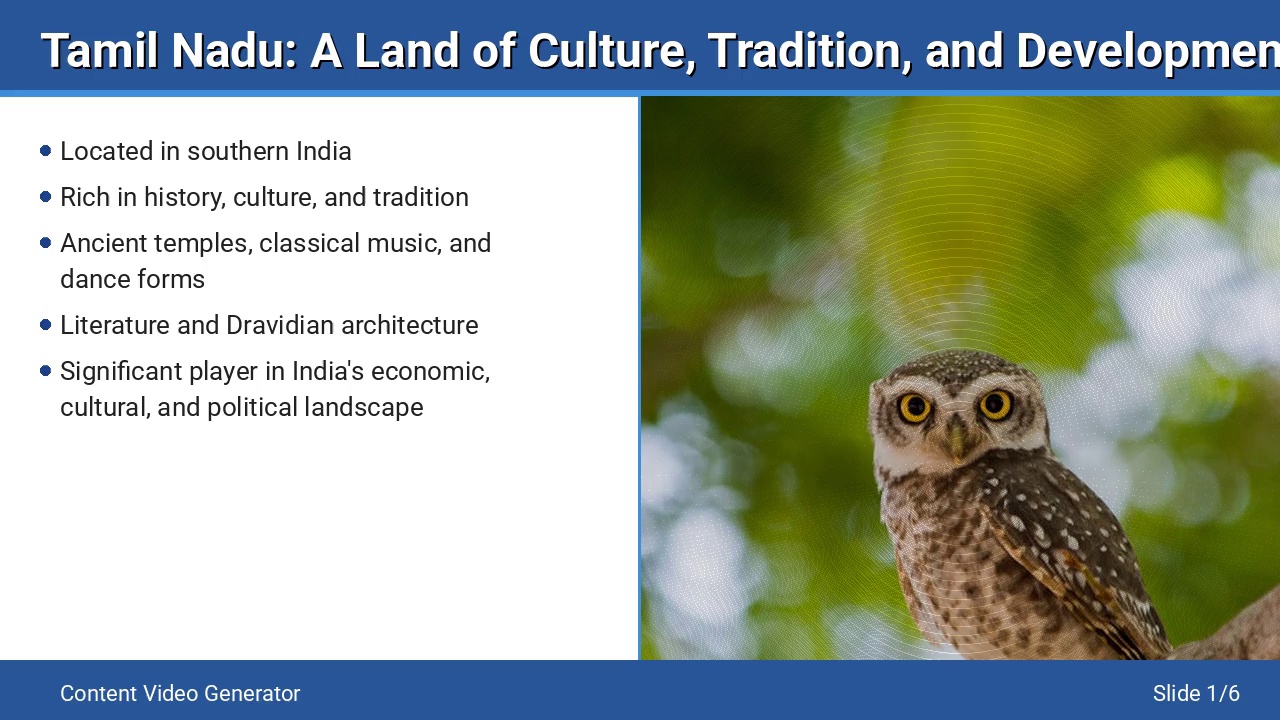 Tamil Nadu: A Land of Culture, Tradition, and Developmen
Located in southern India
Rich in history, culture, and tradition
Ancient temples, classical music, and
dance forms
Literature and Dravidian architecture
Significant player in India's economic,
cultural, and political landscape
Content Video Generator
Slide 1/6